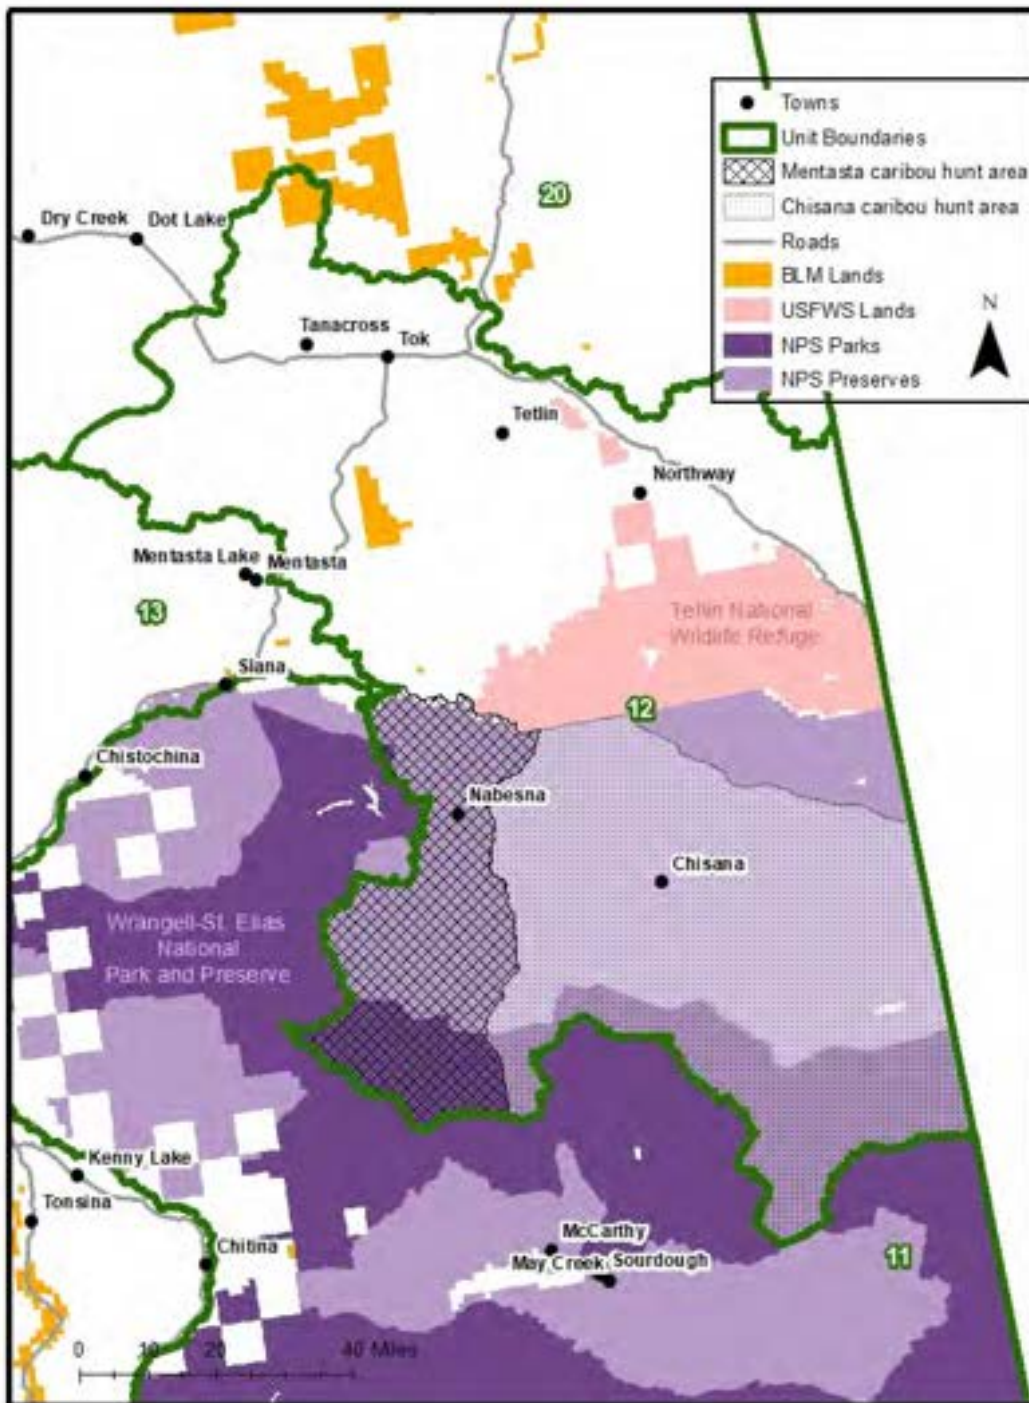 Towns
Unit Boundaries
Mentasta caribou hunt area
Chisana caribou hunt area
Roads
BLM Lands
USFWS Lands
NPS Parks
NPS Preserves
N
20
Dry Creek
Dot Lake
Tanacross
Tok
Tetlin
Northway
Mentasta Lake
Mentasta
13
Tetlin National
Wildlife Refuge
Slana
12
Chistochina
Nabesna
Chisana
Wrangell-St. Elias
National
Park and Preserve
Kenny Lake
Tonsina
Chitina
McCarthy
May Creek
Sourdough
11
0 10 20 40 Miles